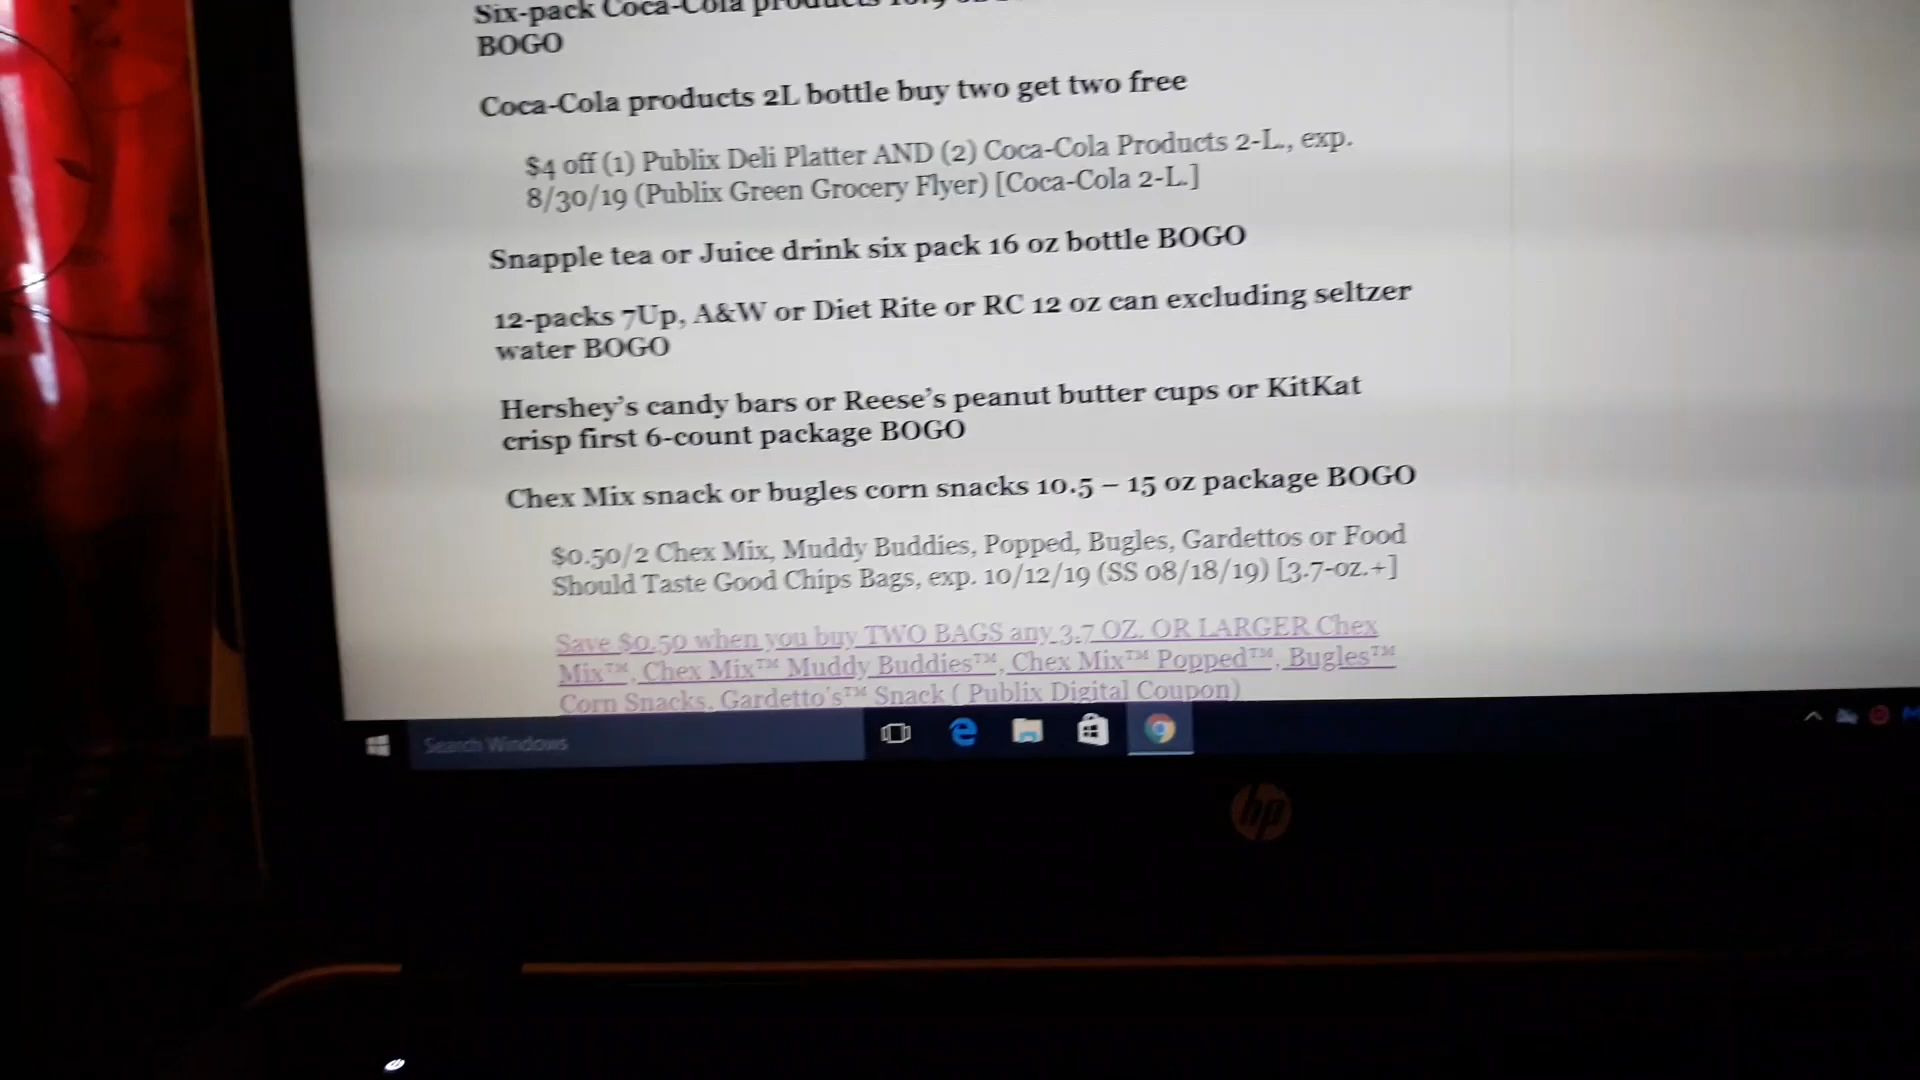 Six-pack Coca-Cola products
BOGO
Coca-Cola products 2L bottle buy two get two free
$4 off (1) Publix Deli Platter AND (2) Coca-Cola Products 2-L., exp.
8/30/19 (Publix Green Grocery Flyer) [Coca-Cola 2-L.]
Snapple tea or Juice drink six pack 16 oz bottle BOGO
12-packs 7Up, A&W or Diet Rite or RC 12 oz can excluding seltzer
water BOGO
Hershey's candy bars or Reese's peanut butter cups or KitKat
crisp first 6-count package BOGO
Chex Mix snack or bugles corn snacks 10.5 – 15 oz package BOGO
$0.50/2 Chex Mix, Muddy Buddies, Popped, Bugles, Gardettos or Food
Should Taste Good Chips Bags, exp. 10/12/19 (SS 08/18/19) [3.7-oz.+]
Save $0.50 when you buy TWO BAGS any 3.7 OZ. OR LARGER Chex
Mix™, Chex Mix™ Muddy Buddies™, Chex Mix™ Popped™, Bugles™
Corn Snacks, Gardetto's™ Snack ( Publix Digital Coupon)
Search Windows
hp